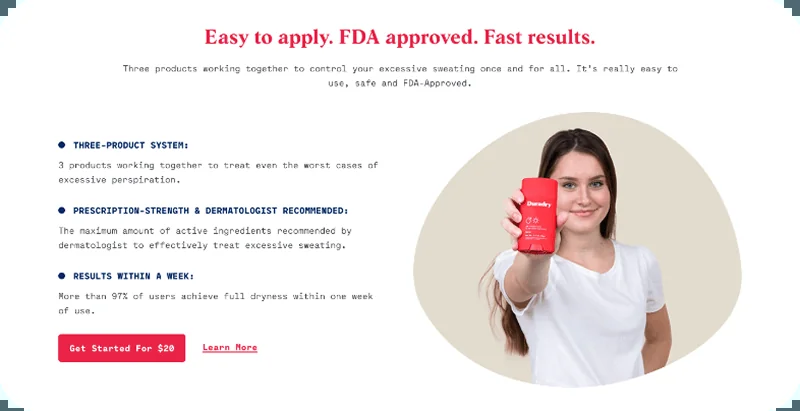 Easy to apply. FDA approved. Fast results.
Three products working together to control your excessive sweating once and for all. It's really easy to
use, safe and FDA-Approved.
THREE-PRODUCT SYSTEM:
3 products working together to treat even the worst cases of
excessive perspiration.
PRESCRIPTION-STRENGTH & DERMATOLOGIST RECOMMENDED:
The maximum amount of active ingredients recommended by
dermatologist to effectively treat excessive sweating.
RESULTS WITHIN A WEEK:
More than 97% of users achieve full dryness within one week
of use.
Get Started For $20
Learn More
Duradry